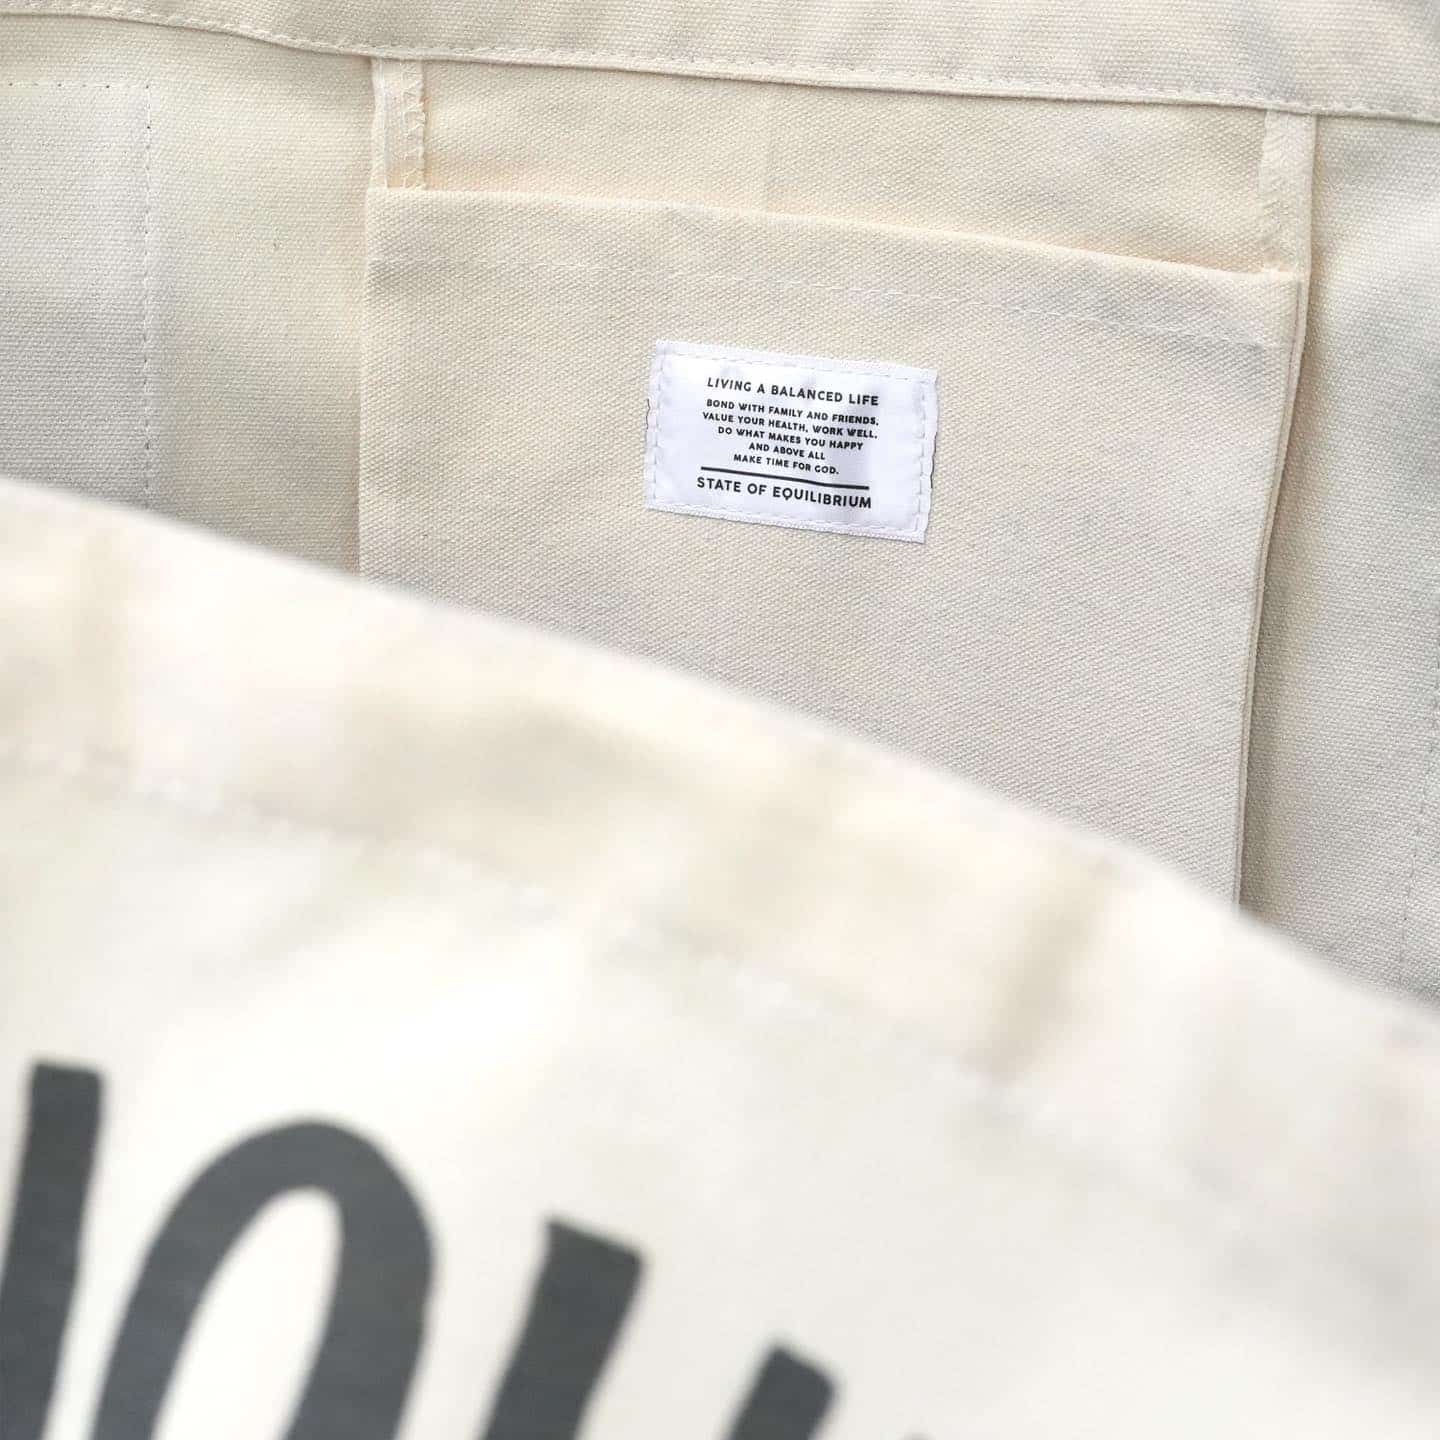 LIVING A BALANCED LIFE
BOND WITH FAMILY AND FRIENDS,
VALUE YOUR HEALTH, WORK WELL.
DO WHAT MAKES YOU HAPPY
AND ABOVE ALL
MAKE TIME FOR GOD.
STATE OF EQUILIBRIUM